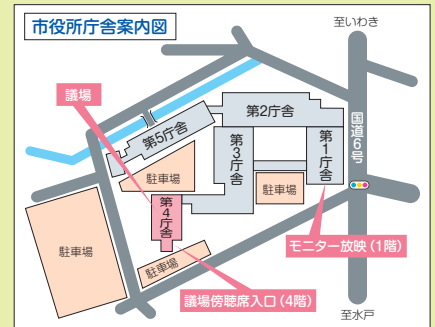 市役所庁舎案内図
至いわき
議場
第2庁舎
第5庁舎
国道6号
第1庁舎
第3庁舎
駐車場
駐車場
第4庁舎
駐車場
駐車場
モニター放映(1階)
議場傍聴席入口(4階)
至水戸